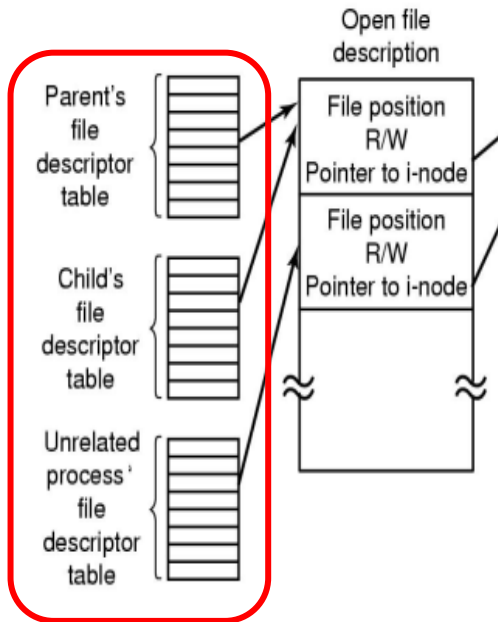 Open file
description
Parent's
file
descriptor
table
File position
R/W
Pointer to i-node
File position
R/W
Pointer to i-node
Child's
file
descriptor
table
Unrelated
process'
file
descriptor
table